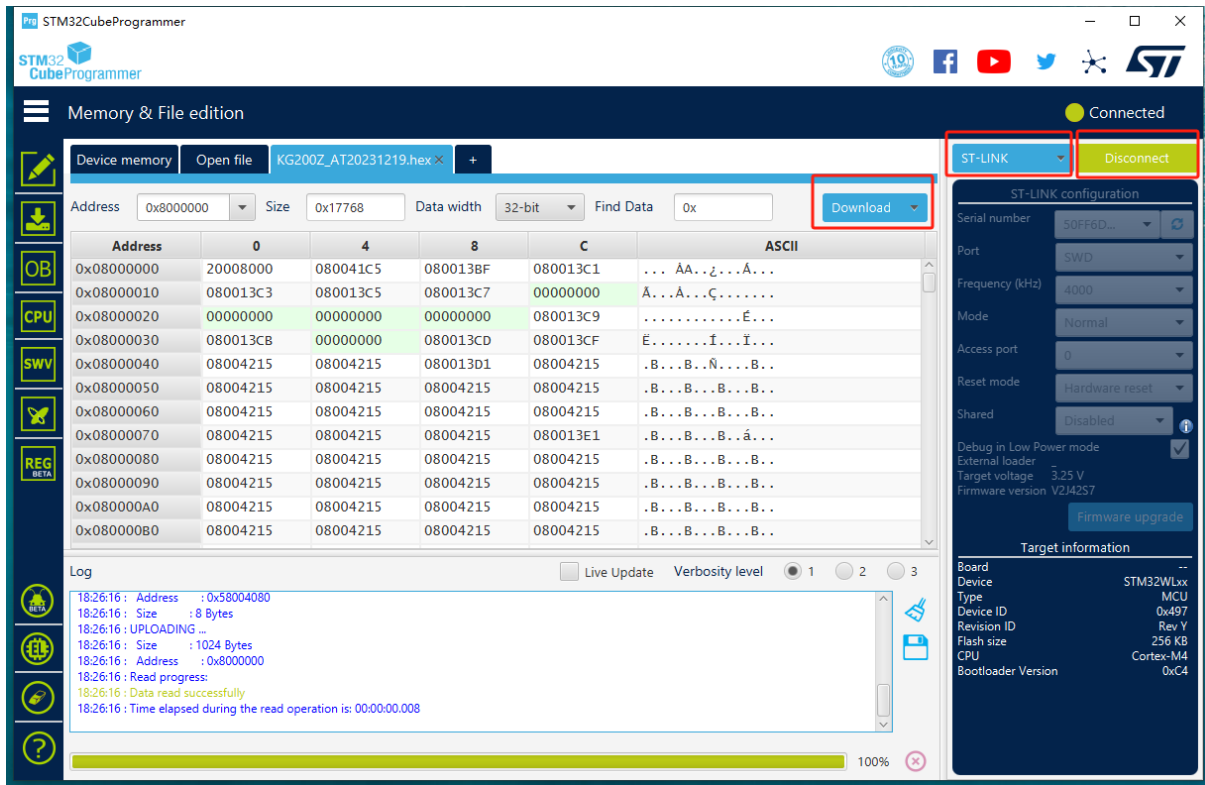 Prg STM32CubeProgrammer
STM32
CubeProgrammer
10
Memory & File edition
Connected
Device memory Open file KG200Z_AT20231219.hex × +
ST-LINK Disconnect
Address 0x8000000 Size 0x17768 Data width 32-bit Find Data 0x Download
Address 0 4 8 C ASCII
0x08000000 20008000 080041C5 080013BF 080013C1 ... ÁA..¿...Á...
0x08000010 080013C3 080013C5 080013C7 00000000 Ã...Å...Ç.......
0x08000020 00000000 00000000 00000000 080013C9 ............É...
0x08000030 080013CB 00000000 080013CD 080013CF Ë.......Í...Ï...
0x08000040 08004215 08004215 080013D1 08004215 .B...B..Ñ....B..
0x08000050 08004215 08004215 08004215 08004215 .B...B...B...B..
0x08000060 08004215 08004215 08004215 08004215 .B...B...B...B..
0x08000070 08004215 08004215 08004215 080013E1 .B...B...B..á...
0x08000080 08004215 08004215 08004215 08004215 .B...B...B...B..
0x08000090 08004215 08004215 08004215 08004215 .B...B...B...B..
0x080000A0 08004215 08004215 08004215 08004215 .B...B...B...B..
0x080000B0 08004215 08004215 08004215 08004215 .B...B...B...B..
OB
CPU
SWV
REG
BETA
BETA
EL
?
Log Live Update Verbosity level 1 2 3
18:26:16 : Address : 0x58004080
18:26:16 : Size : 8 Bytes
18:26:16 : UPLOADING ...
18:26:16 : Size : 1024 Bytes
18:26:16 : Address : 0x8000000
18:26:16 : Read progress:
18:26:16 : Data read successfully
18:26:16 : Time elapsed during the read operation is: 00:00:00.008
100%
ST-LINK configuration
Serial number 50FF6D...
Port SWD
Frequency (kHz) 4000
Mode Normal
Access port 0
Reset mode Hardware reset
Shared Disabled
Debug in Low Power mode
External loader _
Target voltage 3.25 V
Firmware version V2J42S7
Firmware upgrade
Target information
Board --
Device STM32WLxx
Type MCU
Device ID 0x497
Revision ID Rev Y
Flash size 256 KB
CPU Cortex-M4
Bootloader Version 0xC4